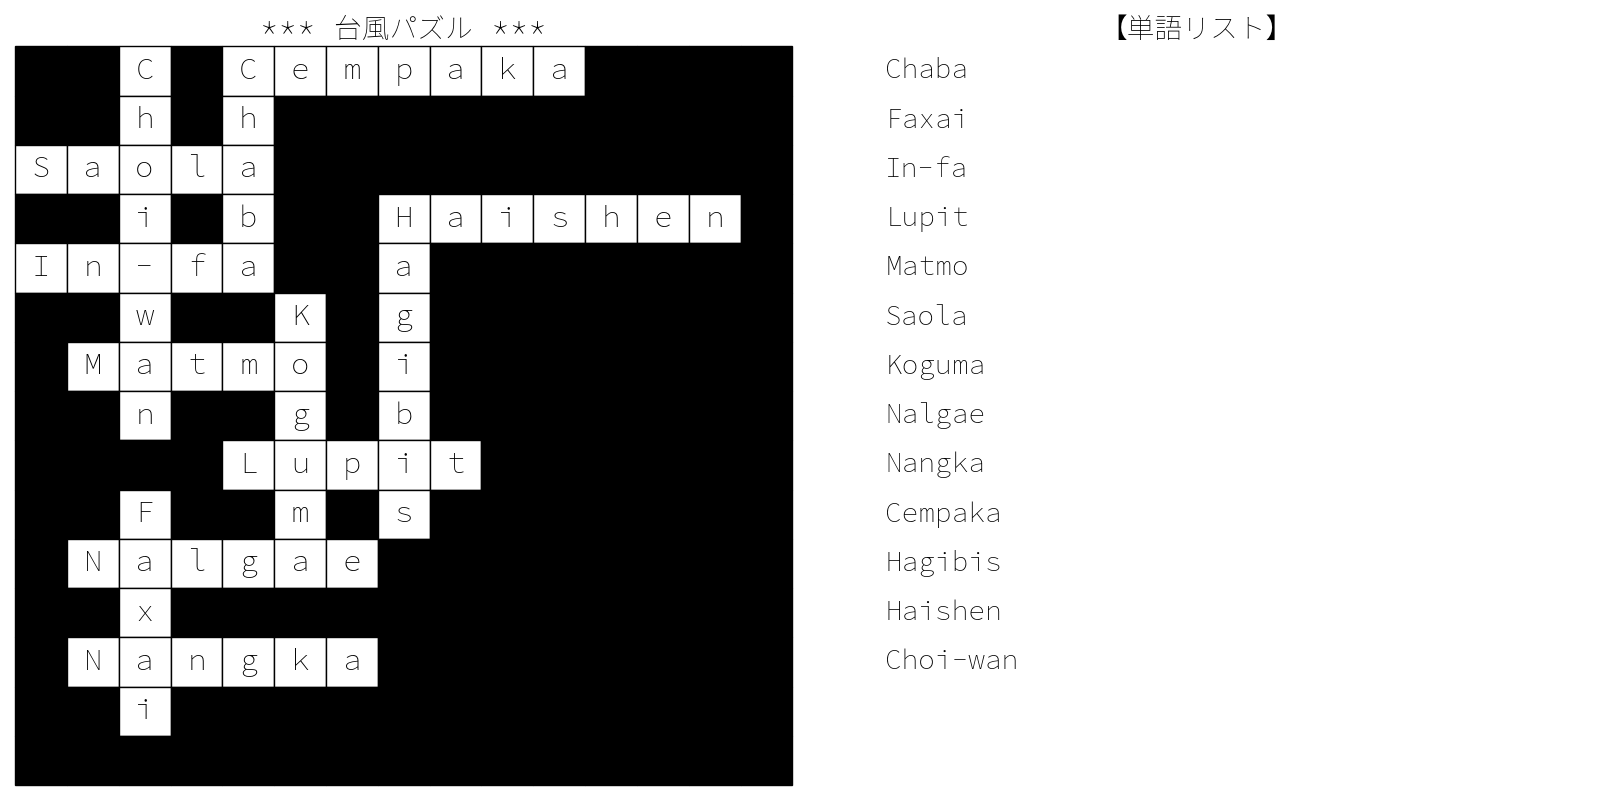 *** 台風パズル ***
【単語リスト】
C C e m p a k a
h h
S a o l a
i b H a i s h e n
I n - f a a
w K g
M a t m o i
n g b
L u p i t
F m s
N a l g a e
x
N a n g k a
i
Chaba
Faxai
In-fa
Lupit
Matmo
Saola
Koguma
Nalgae
Nangka
Cempaka
Hagibis
Haishen
Choi-wan